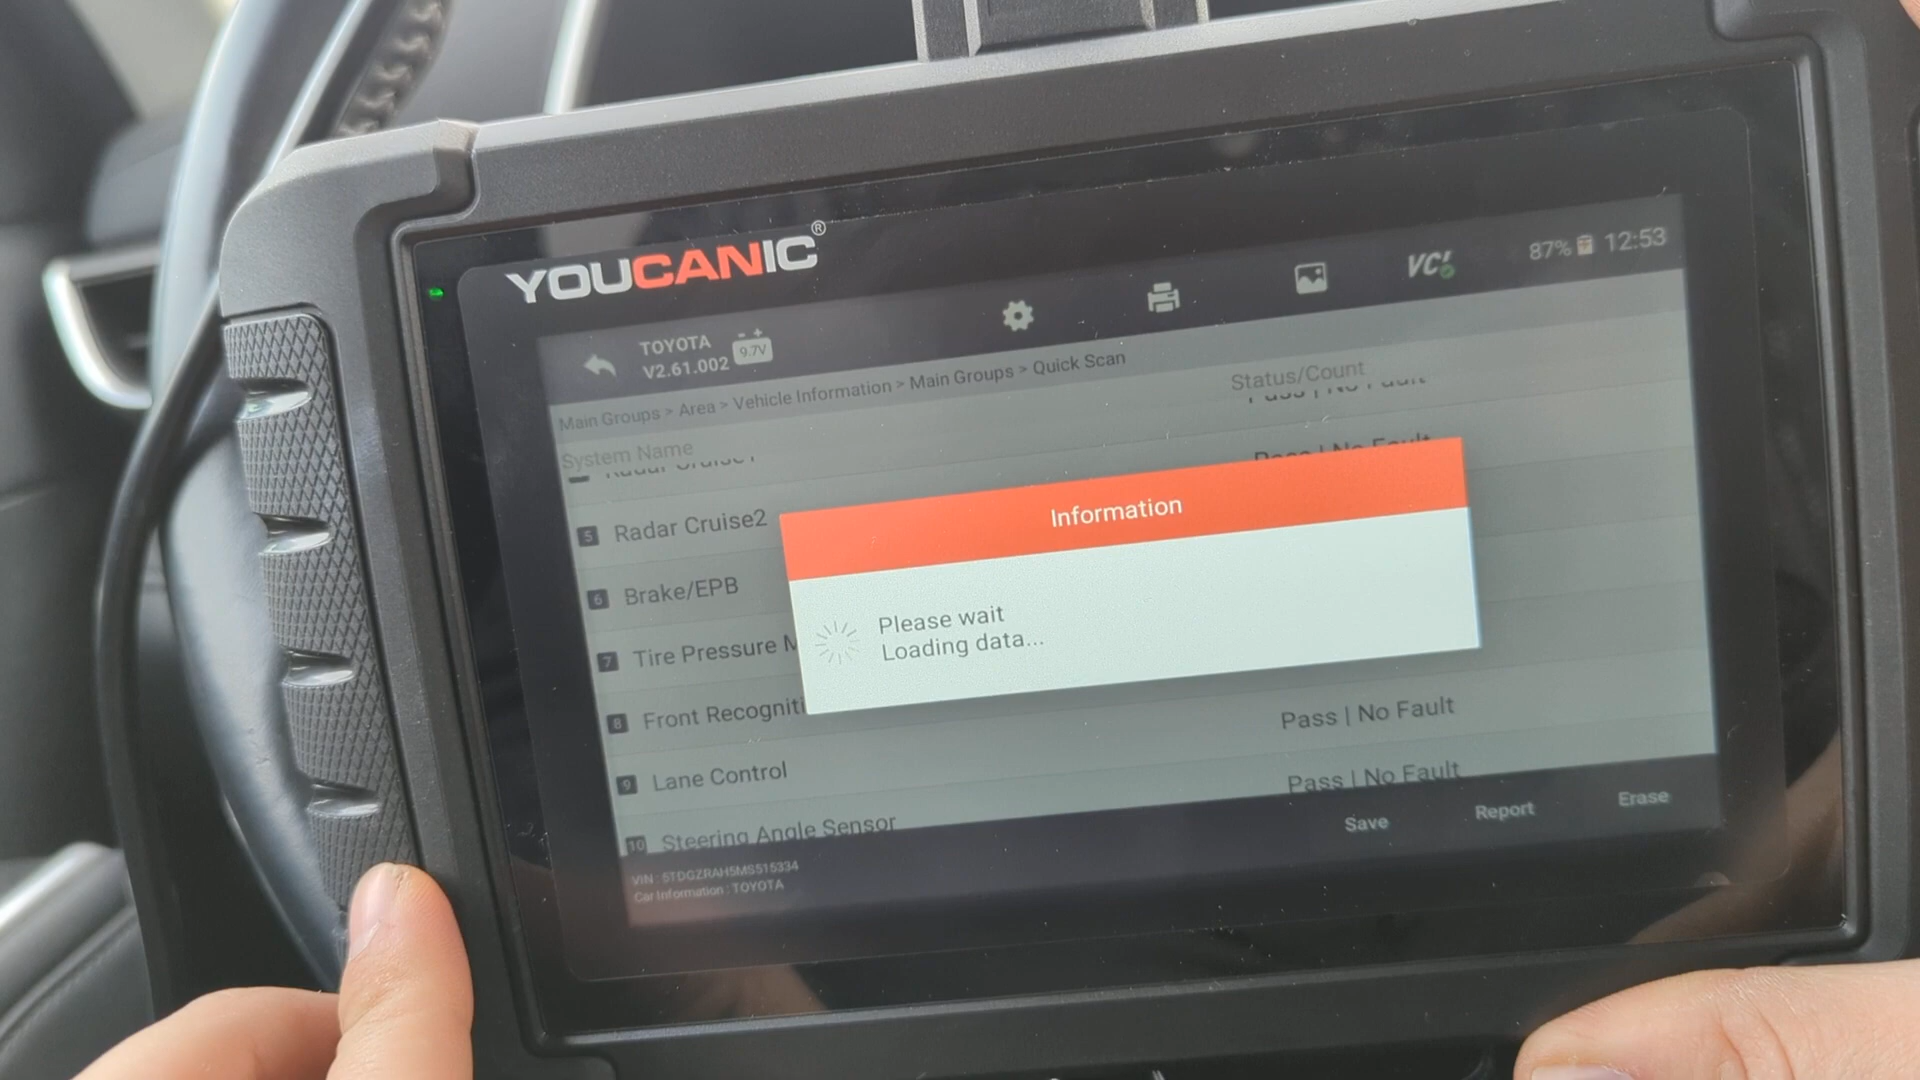 YOUCANIC®
TOYOTA
V2.61.002
9.7V
VC!
87% 12:53
Main Groups > Area > Vehicle Information > Main Groups > Quick Scan
System Name Status/Count
Radar Cruise1 Pass | No Fault
5 Radar Cruise2 Pass | No Fault
6 Brake/EPB
7 Tire Pressure M
8 Front Recogniti
9 Lane Control Pass | No Fault
10 Steering Angle Sensor Pass | No Fault
Information
Please wait
Loading data...
Save Report Erase
VIN : 5TDGZRAH5MS515334
Car Information : TOYOTA